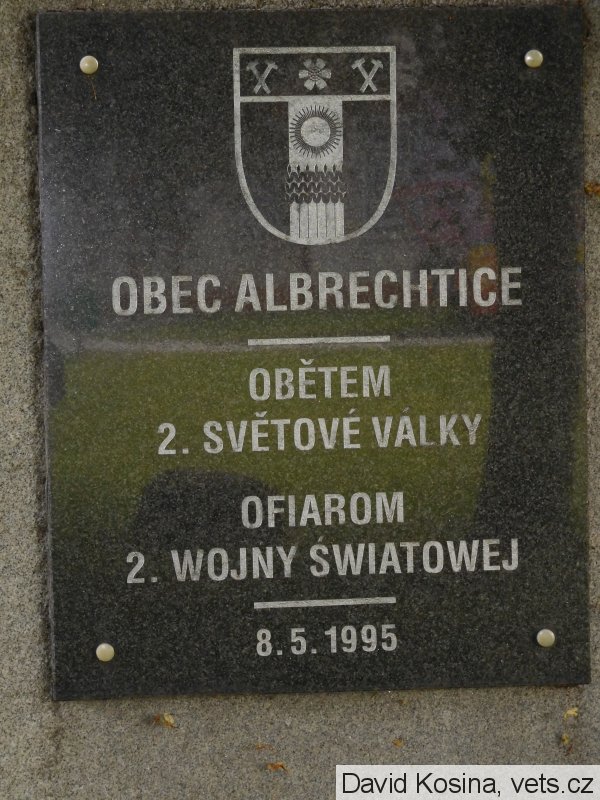 OBEC ALBRECHTICE
OBĚTEM
2. SVĚTOVÉ VÁLKY
OFIAROM
2. WOJNY ŚWIATOWEJ
8.5.1995
David Kosina, vets.cz